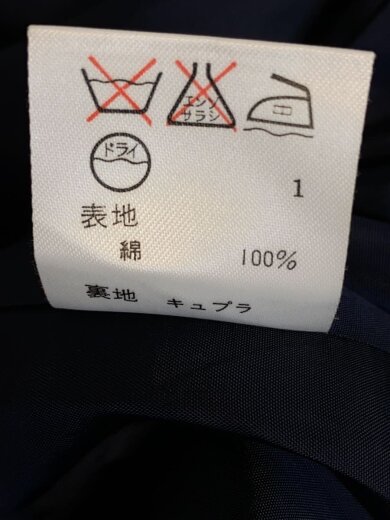 エンソ
サラシ
中
ドライ
1
表地
綿 100%
裏地 キュプラ